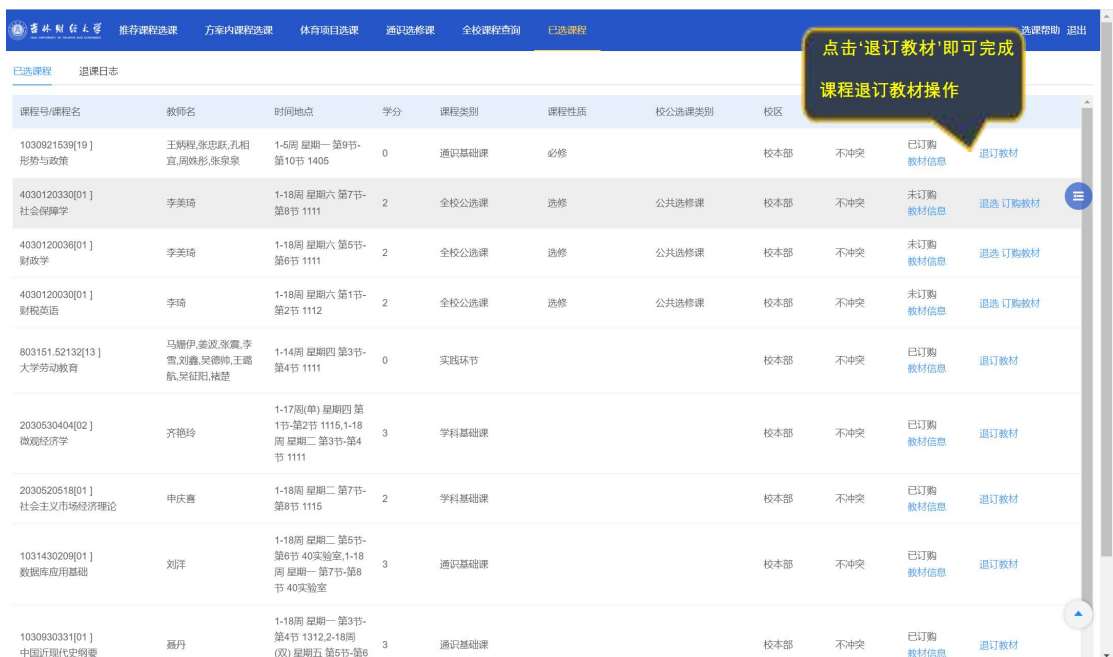 吉林财经大学 推荐课程选课 方案内课程选课 体育项目选课 通识选修课 全校课程查询 已选课程 选课帮助 退出
点击‘退订教材’即可完成
课程退订教材操作
已选课程 退课日志
课程号/课程名 教师名 时间地点 学分 课程类别 课程性质 校公选课类别 校区
1030921539[19 ]
形势与政策
王炳程,张忠跃,孔相
宜,周姝彤,张泉泉
1-5周 星期一 第9节-
第10节 1405
0 通识基础课 必修 校本部 不冲突
已订购
教材信息
退订教材
4030120330[01 ]
社会保障学
李美琦
1-18周 星期六 第7节-
第8节 1111
2 全校公选课 选修 公共选修课 校本部 不冲突
未订购
教材信息
退选 订购教材
4030120036[01 ]
财政学
李美琦
1-18周 星期六 第5节-
第6节 1111
2 全校公选课 选修 公共选修课 校本部 不冲突
未订购
教材信息
退选 订购教材
4030120030[01 ]
财税英语
李琦
1-18周 星期六 第1节-
第2节 1112
2 全校公选课 选修 公共选修课 校本部 不冲突
未订购
教材信息
退选 订购教材
803151.52132[13 ]
大学劳动教育
马姗伊,姜波,张震,李
雪,刘鑫,吴德帅,王璐
航,吴征阳,褚楚
1-14周 星期四 第3节-
第4节 1111
0 实践环节 校本部 不冲突
已订购
教材信息
退订教材
2030530404[02 ]
微观经济学
齐艳玲
1-17周(单) 星期四 第
1节-第2节 1115,1-18
周 星期二 第3节-第4
节 1111
3 学科基础课 校本部 不冲突
已订购
教材信息
退订教材
2030520518[01 ]
社会主义市场经济理论
申庆喜
1-18周 星期二 第7节-
第8节 1115
2 学科基础课 校本部 不冲突
已订购
教材信息
退订教材
1031430209[01 ]
数据库应用基础
刘洋
1-18周 星期二 第5节-
第6节 40实验室,1-18
周 星期一 第7节-第8
节 40实验室
3 通识基础课 校本部 不冲突
已订购
教材信息
退订教材
1030930331[01 ]
中国近现代史纲要
聂丹
1-18周 星期一 第3节-
第4节 1312,2-18周
(双) 星期五 第5节-第6
3 通识基础课 校本部 不冲突
已订购
教材信息
退订教材